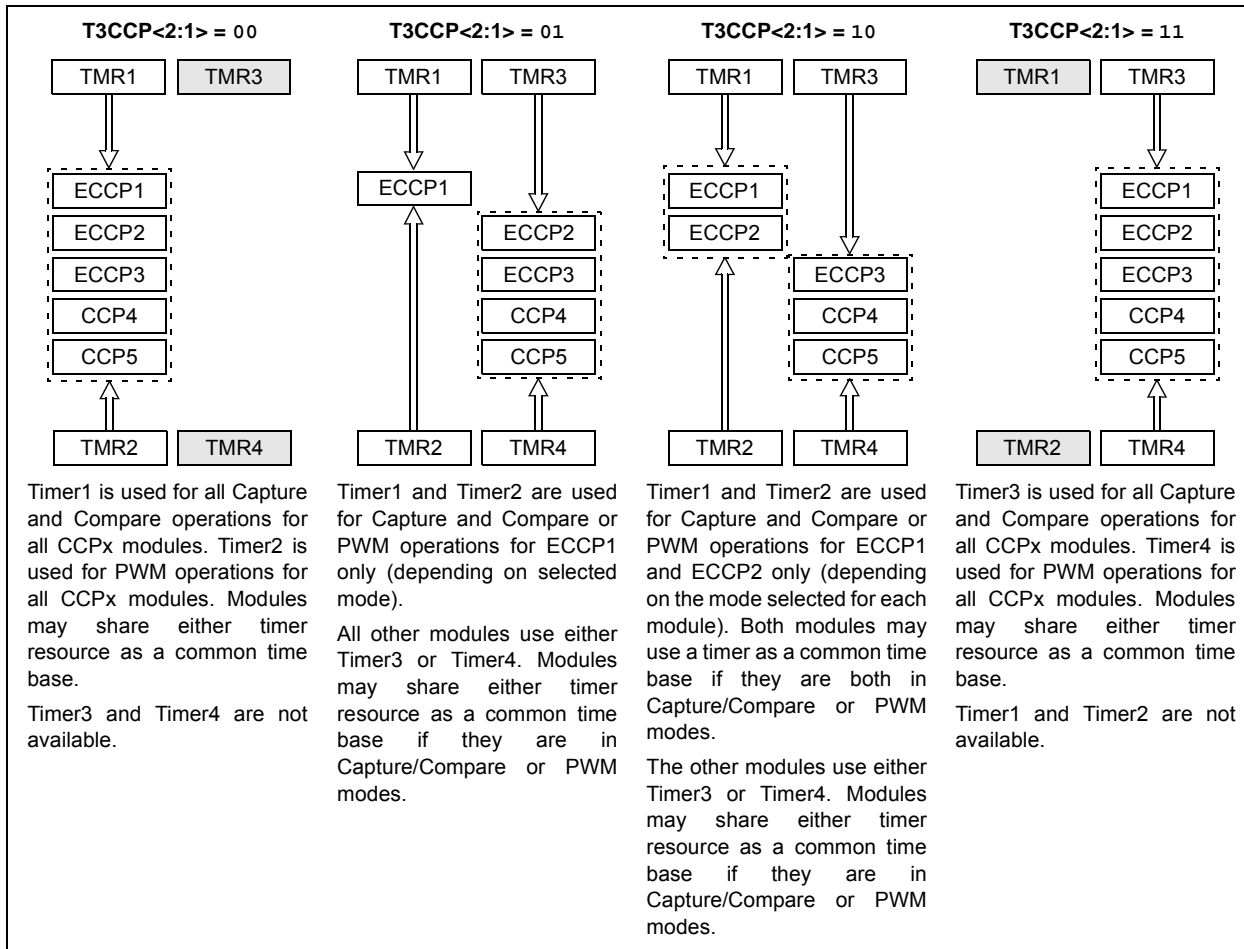 T3CCP<2:1> = 00
TMR1 TMR3
ECCP1
ECCP2
ECCP3
CCP4
CCP5
TMR2 TMR4
Timer1 is used for all Capture
and Compare operations for
all CCPx modules. Timer2 is
used for PWM operations for
all CCPx modules. Modules
may share either timer
resource as a common time
base.
Timer3 and Timer4 are not
available.
T3CCP<2:1> = 01
TMR1 TMR3
ECCP1
ECCP2
ECCP3
CCP4
CCP5
TMR2 TMR4
Timer1 and Timer2 are used
for Capture and Compare or
PWM operations for ECCP1
only (depending on selected
mode).
All other modules use either
Timer3 or Timer4. Modules
may share either timer
resource as a common time
base if they are in
Capture/Compare or PWM
modes.
T3CCP<2:1> = 10
TMR1 TMR3
ECCP1
ECCP2
ECCP3
CCP4
CCP5
TMR2 TMR4
Timer1 and Timer2 are used
for Capture and Compare or
PWM operations for ECCP1
and ECCP2 only (depending
on the mode selected for each
module). Both modules may
use a timer as a common time
base if they are both in
Capture/Compare or PWM
modes.
The other modules use either
Timer3 or Timer4. Modules
may share either timer
resource as a common time
base if they are in
Capture/Compare or PWM
modes.
T3CCP<2:1> = 11
TMR1 TMR3
ECCP1
ECCP2
ECCP3
CCP4
CCP5
TMR2 TMR4
Timer3 is used for all Capture
and Compare operations for
all CCPx modules. Timer4 is
used for PWM operations for
all CCPx modules. Modules
may share either timer
resource as a common time
base.
Timer1 and Timer2 are not
available.